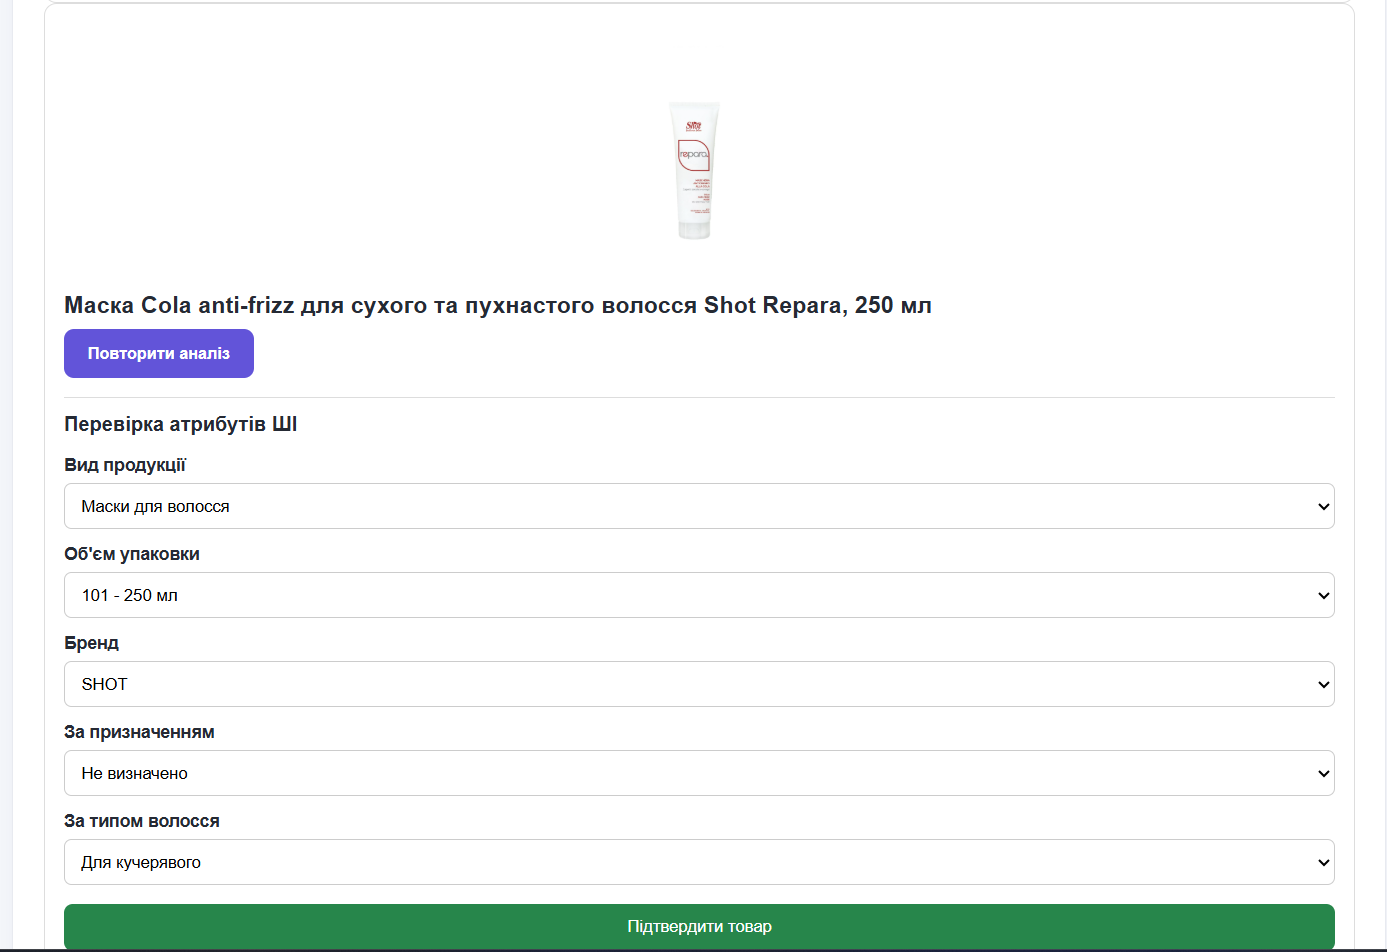 Shot
repara
Маска Cola anti-frizz для сухого та пухнастого волосся Shot Repara, 250 мл
Повторити аналіз
Перевірка атрибутів ШІ
Вид продукції
Маски для волосся
Об'єм упаковки
101 - 250 мл
Бренд
SHOT
За призначенням
Не визначено
За типом волосся
Для кучерявого
Підтвердити товар